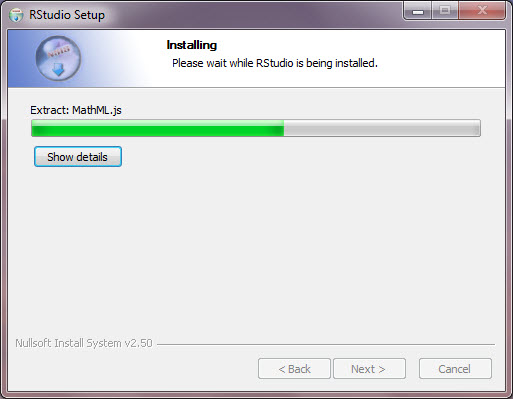 RStudio Setup
Installing
Please wait while RStudio is being installed.
Extract: MathML.js
Show details
Nullsoft Install System v2.50
< Back
Next >
Cancel